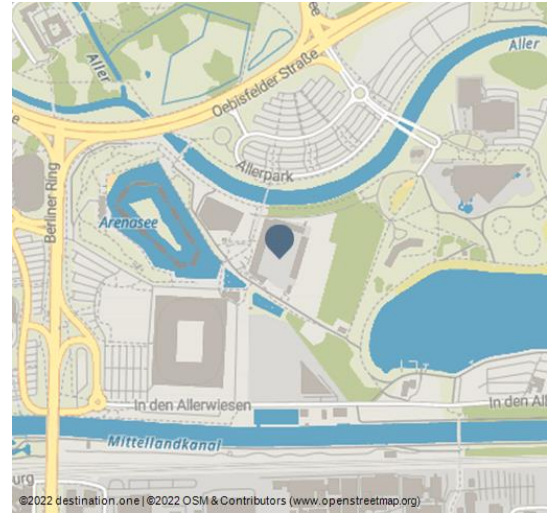 Aller
Aller
Oebisfelder Straße
Allerpark
Berliner Ring
Arenasee
In den Allerwiesen
In den All
Mittellandkanal
urg
©2022 destination.one | ©2022 OSM & Contributors (www.openstreetmap.org)